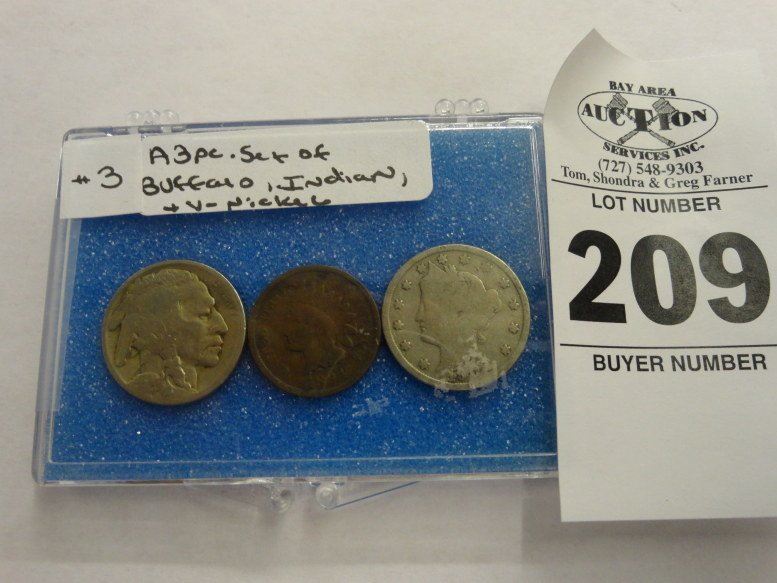 #3
A 3pc. Set of
Buffalo, Indian,
+ V-Nickel
BAY AREA
AUCTION
SERVICES INC.
(727) 548-9303
Tom, Shondra & Greg Farner
LOT NUMBER
209
BUYER NUMBER